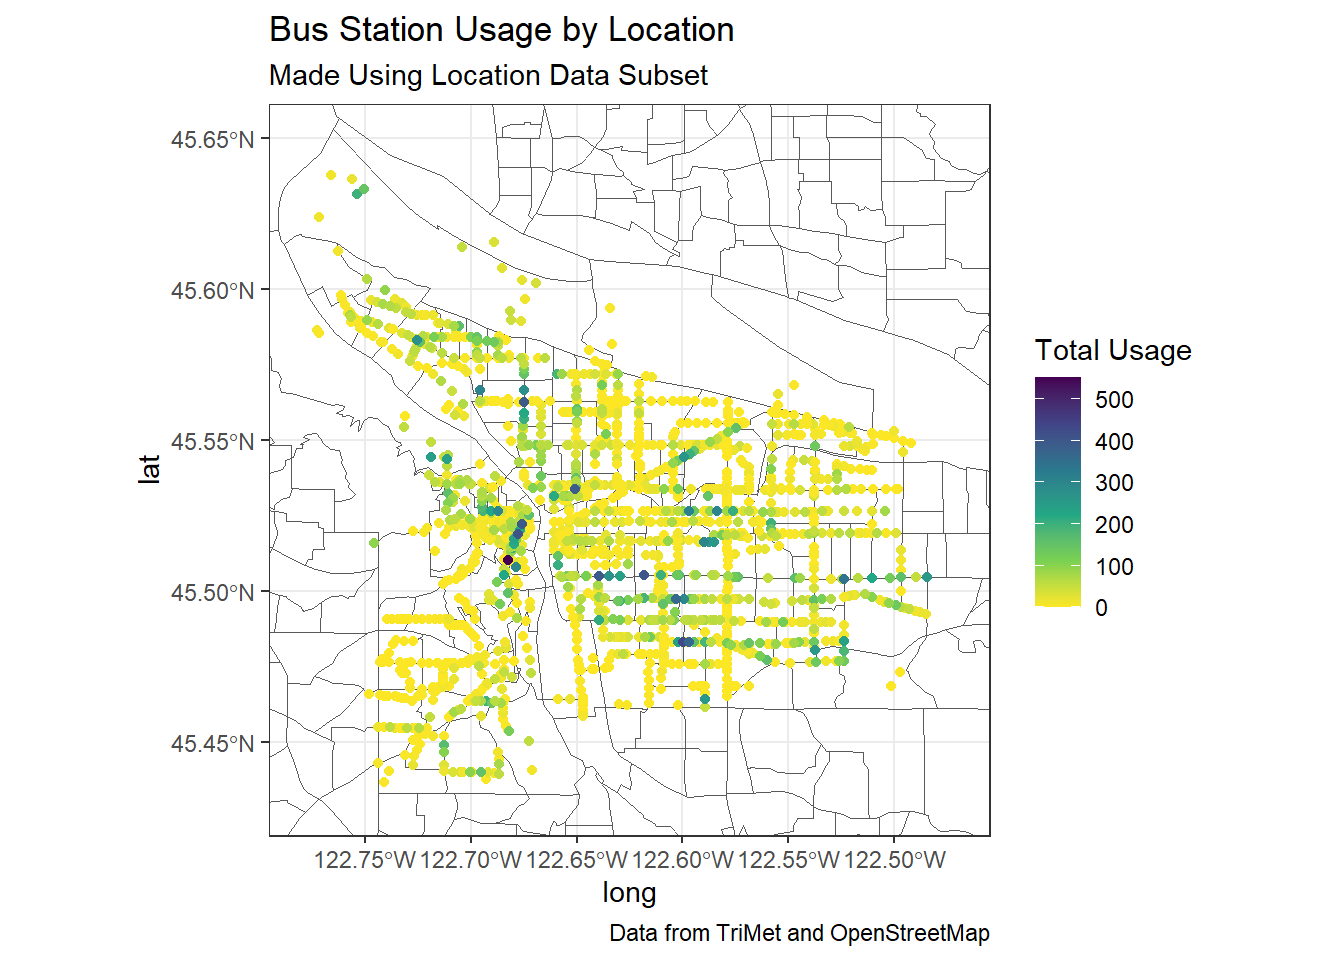 Bus Station Usage by Location
Made Using Location Data Subset
45.65°N
45.60°N
45.55°N
45.50°N
45.45°N
lat
122.75°W 122.70°W 122.65°W 122.60°W 122.55°W 122.50°W
long
Total Usage
500
400
300
200
100
0
Data from TriMet and OpenStreetMap